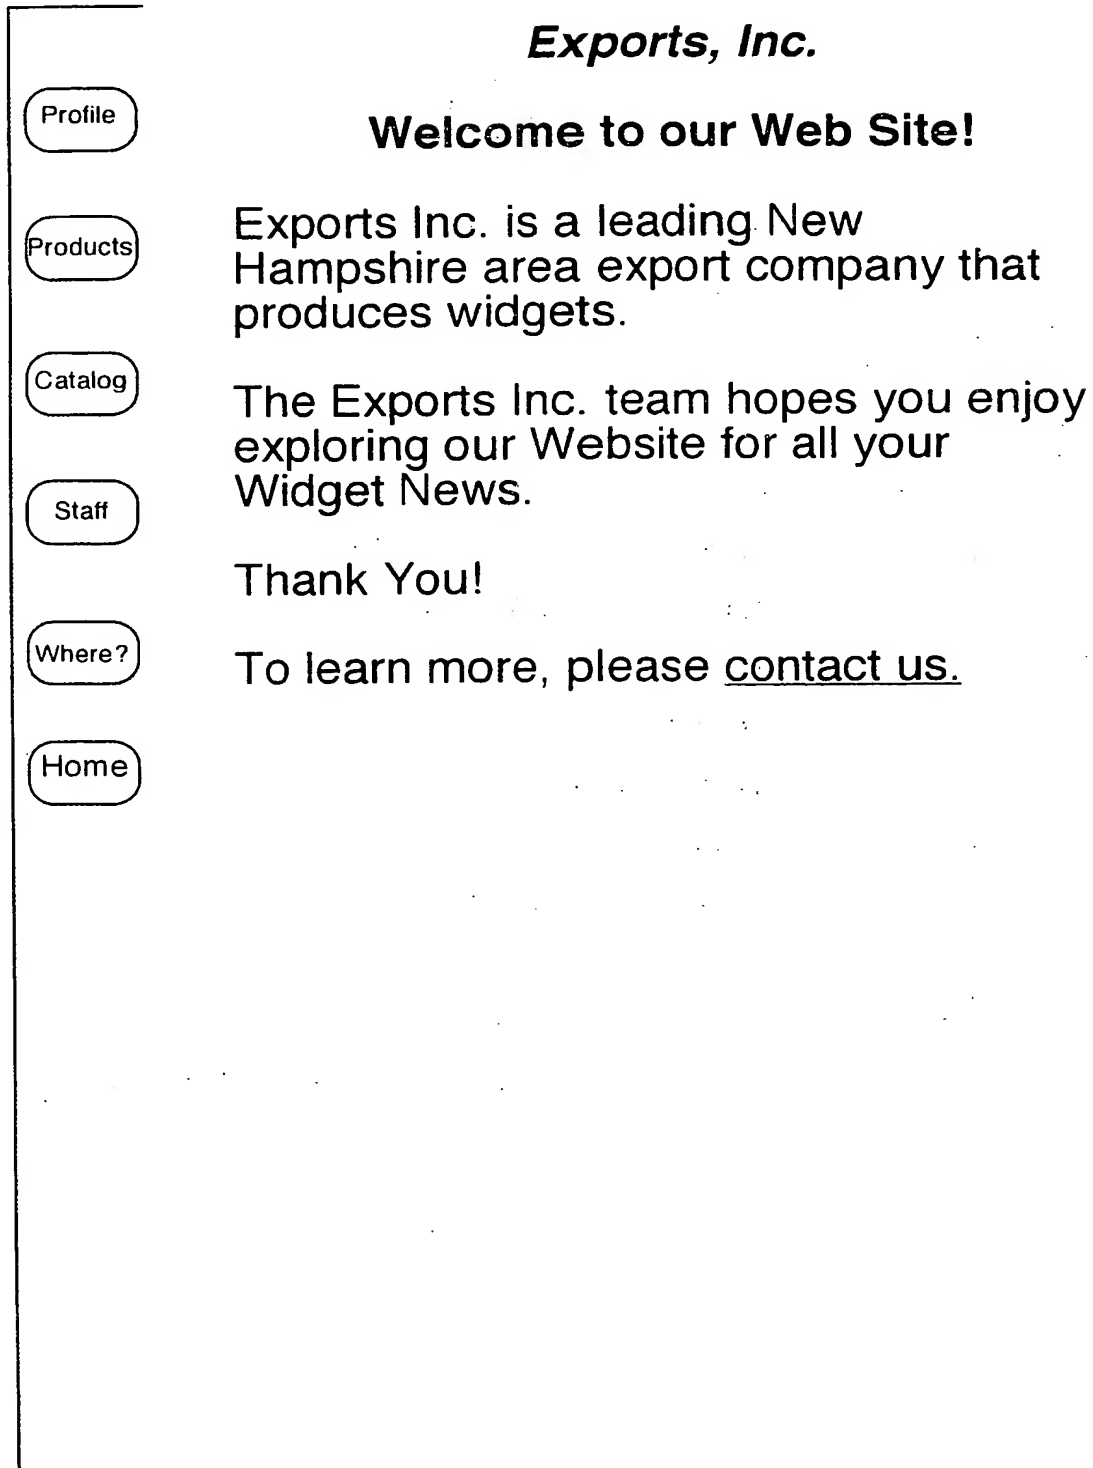 Exports, Inc.
Welcome to our Web Site!
Profile
Products
Catalog
Staff
Where?
Home
Exports Inc. is a leading New
Hampshire area export company that
produces widgets.
The Exports Inc. team hopes you enjoy
exploring our Website for all your
Widget News.
Thank You!
To learn more, please contact us.